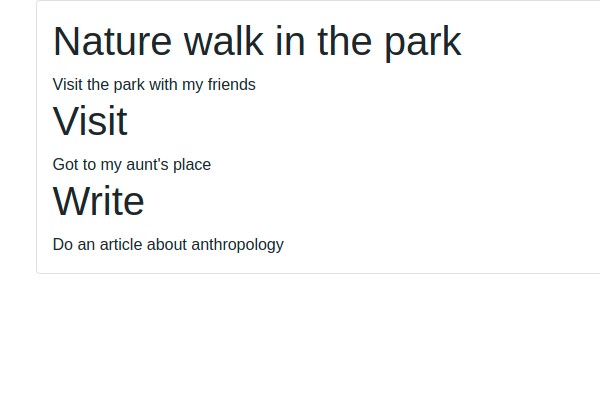 Nature walk in the park
Visit the park with my friends
Visit
Got to my aunt's place
Write
Do an article about anthropology